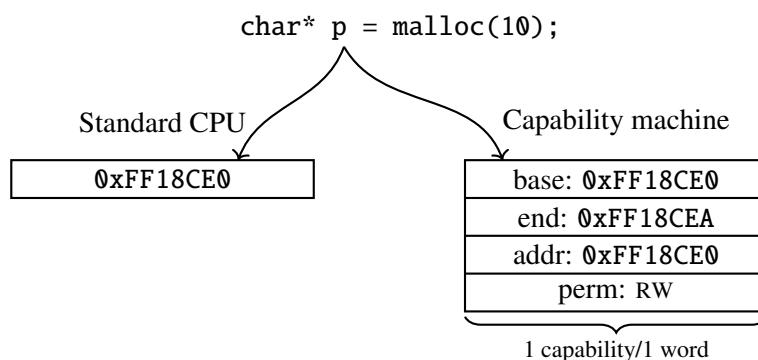 char* p = malloc(10);
Standard CPU
Capability machine
0xFF18CE0
base: 0xFF18CE0
end: 0xFF18CEA
addr: 0xFF18CE0
perm: RW
1 capability/1 word